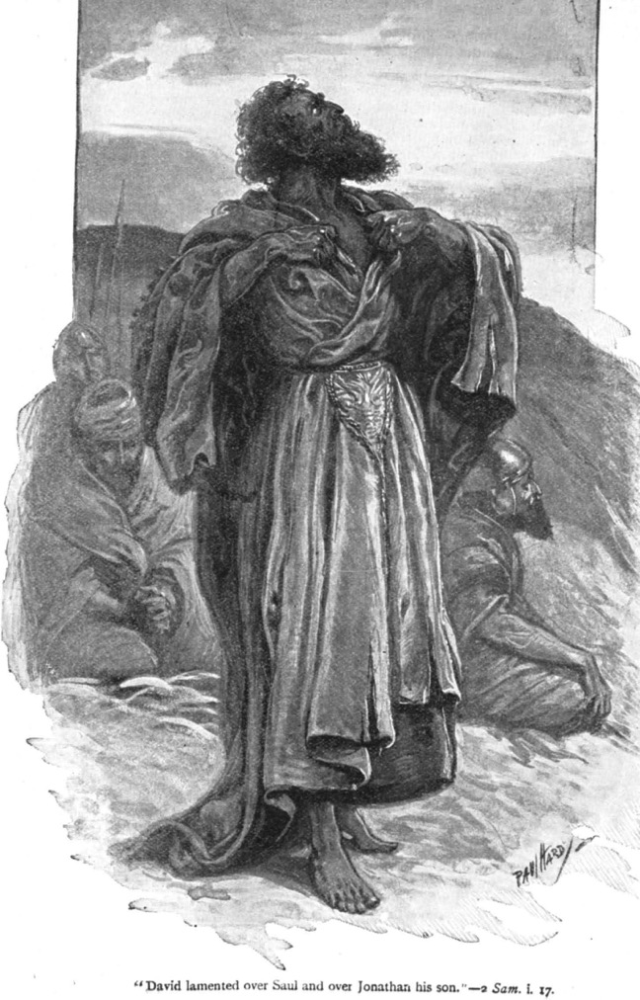 PAUL HARDY
"David lamented over Saul and over Jonathan his son."—2 Sam. i. 17.